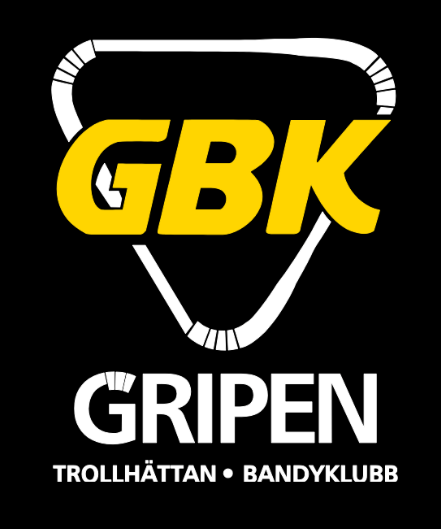 GBK
GRIPEN
TROLLHÄTTAN • BANDYKLUBB